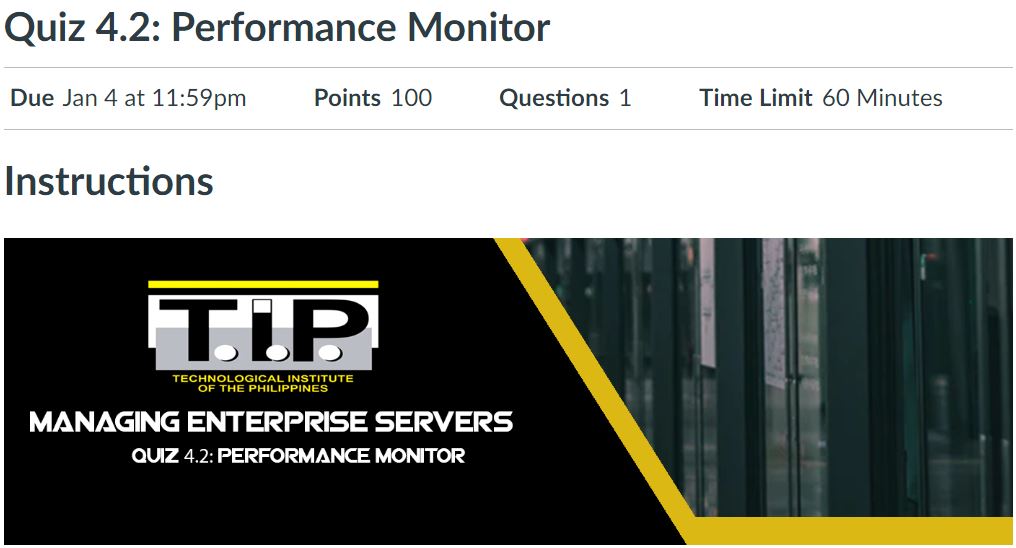 Quiz 4.2: Performance Monitor
Due Jan 4 at 11:59pm Points 100 Questions 1 Time Limit 60 Minutes
Instructions
T.I.P.
TECHNOLOGICAL INSTITUTE
OF THE PHILIPPINES
MANAGING ENTERPRISE SERVERS
QUIZ 4.2: PERFORMANCE MONITOR